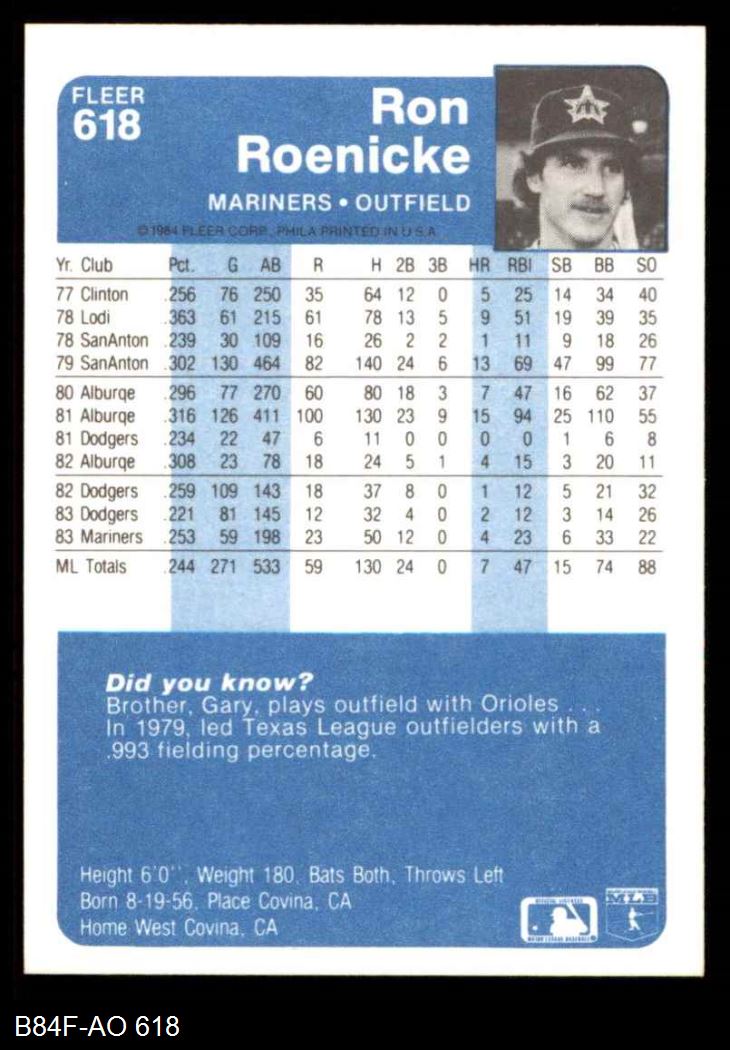 FLEER
618
Ron
Roenicke
MARINERS • OUTFIELD
© 1984 FLEER CORP., PHILA PRINTED IN U.S.A.
Yr. Club Pct. G AB R H 2B 3B HR RBI SB BB SO
77 Clinton .256 76 250 35 64 12 0 5 25 14 34 40
78 Lodi .363 61 215 61 78 13 5 9 51 19 39 35
78 SanAnton .239 30 109 16 26 2 2 1 11 9 18 26
79 SanAnton .302 130 464 82 140 24 6 13 69 47 99 77
80 Alburqe .296 77 270 60 80 18 3 7 47 16 62 37
81 Alburqe .316 126 411 100 130 23 9 15 94 25 110 55
81 Dodgers .234 22 47 6 11 0 0 0 0 1 6 8
82 Alburqe .308 23 78 18 24 5 1 4 15 3 20 11
82 Dodgers .259 109 143 18 37 8 0 1 12 5 21 32
83 Dodgers .221 81 145 12 32 4 0 2 12 3 14 26
83 Mariners .253 59 198 23 50 12 0 4 23 6 33 22
ML Totals .244 271 533 59 130 24 0 7 47 15 74 88
Did you know?
Brother, Gary, plays outfield with Orioles . . .
In 1979, led Texas League outfielders with a
.993 fielding percentage.
Height 6'0'', Weight 180, Bats Both, Throws Left
Born 8-19-56, Place Covina, CA
Home West Covina, CA
MLB
B84F-AO 618